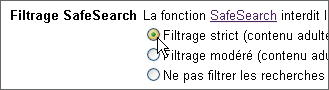 Filtrage SafeSearch La fonction SafeSearch interdit l
Filtrage strict (contenu adulte
Filtrage modéré (contenu adu
Ne pas filtrer les recherches